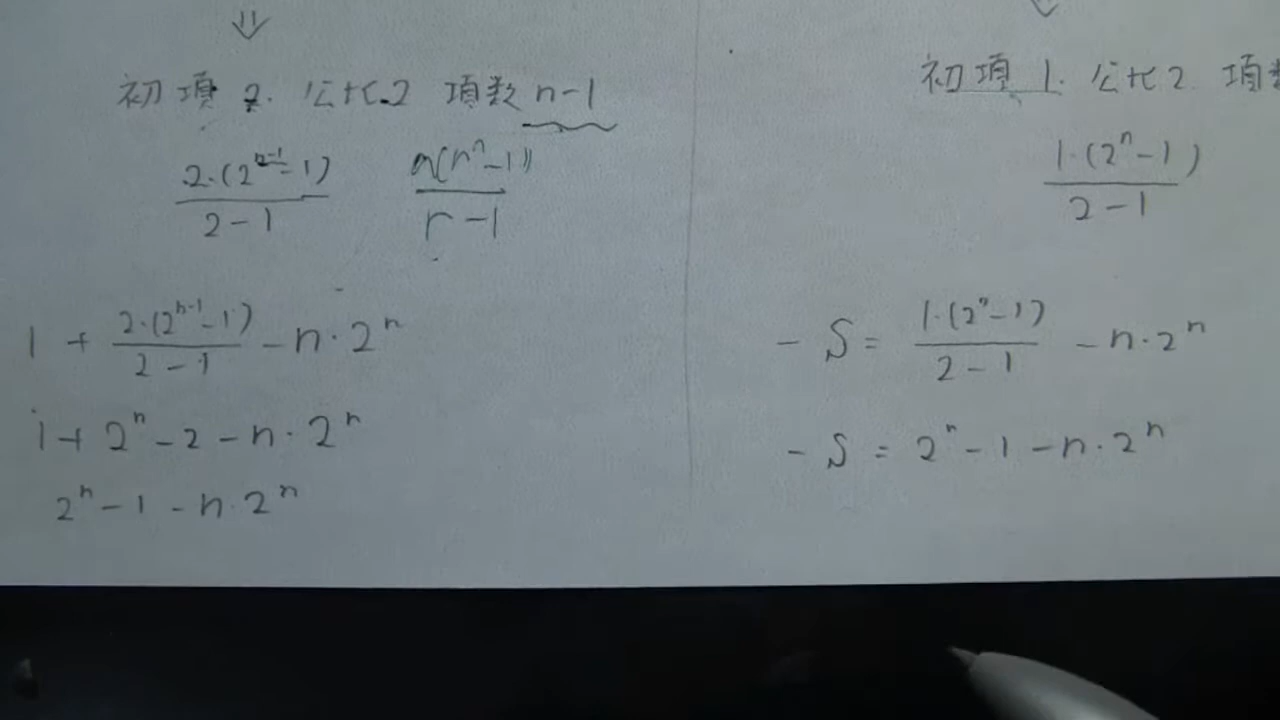 ⇓
初項 2. 公比 2 項数 n-1
2·(2^{n-1}-1) / 2-1   a(r^n-1) / r-1
1 + 2·(2^{n-1}-1) / 2-1 - n·2^n
1 + 2^n - 2 - n·2^n
2^n - 1 - n·2^n
初項 1. 公比 2 項数
1·(2^n-1) / 2-1
-S = 1·(2^n-1) / 2-1 - n·2^n
-S = 2^n - 1 - n·2^n